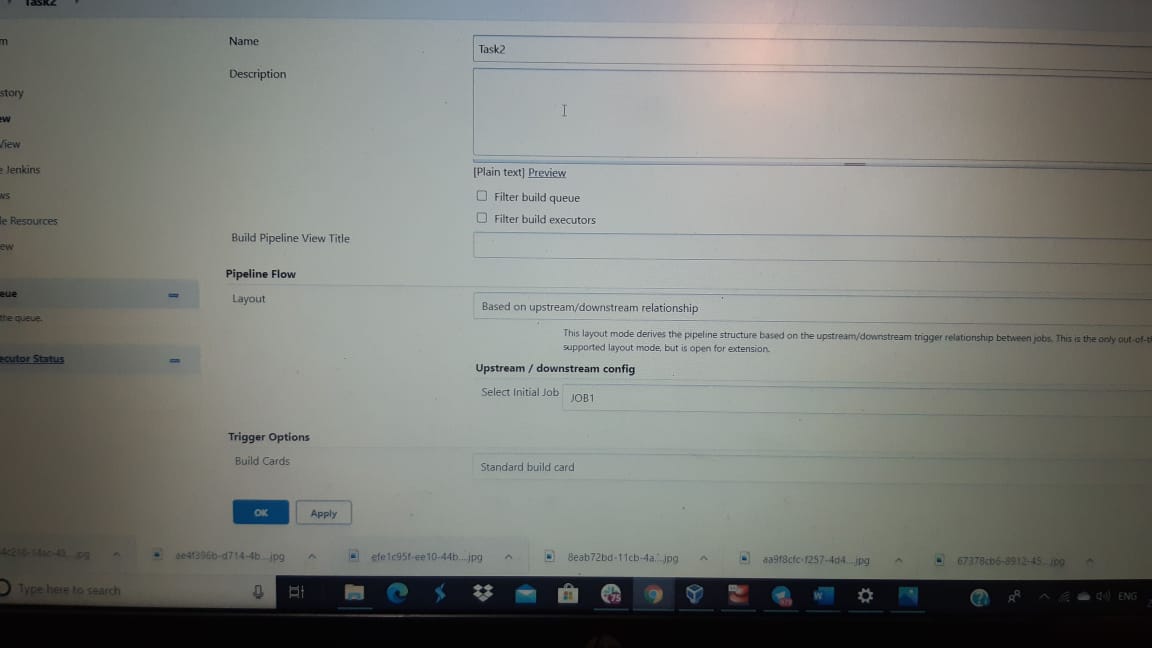 Task2
Name
Task2
Description
story
ew
View
e Jenkins
ws
le Resources
ew
[Plain text] Preview
Filter build queue
Filter build executors
Build Pipeline View Title
Pipeline Flow
eue
the queue.
Layout
Based on upstream/downstream relationship
This layout mode derives the pipeline structure based on the upstream/downstream trigger relationship between jobs. This is the only out-of-t
supported layout mode, but is open for extension.
ecutor Status
Upstream / downstream config
Select Initial Job
JOB1
Trigger Options
Build Cards
Standard build card
OK
Apply
ae4f396b-d714-4b...jpg
efe1c95f-ee10-44b....jpg
8eab72bd-11cb-4a...jpg
aa9f8cfc-f257-4d4....jpg
67378cb6-8912-45...jpg
Type here to search
ENG